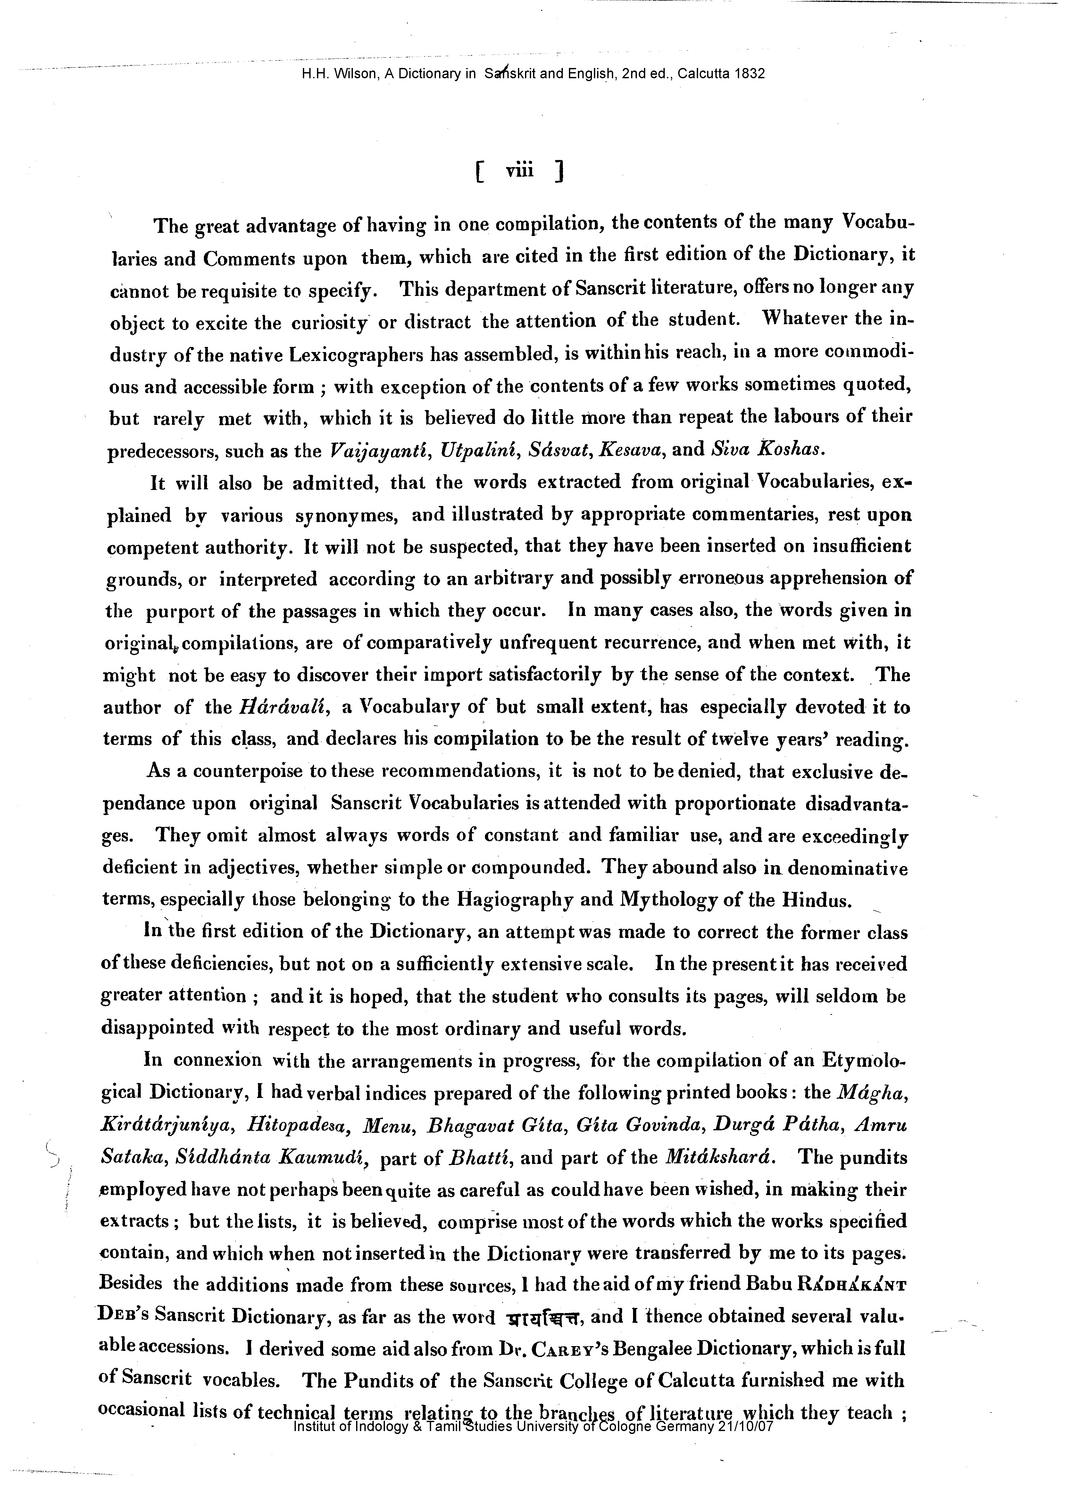 H.H. Wilson, A Dictionary in Sanskrit and English, 2nd ed., Calcutta 1832
[ viii ]
The great advantage of having in one compilation, the contents of the many Vocabu-
laries and Comments upon them, which are cited in the first edition of the Dictionary, it
cannot be requisite to specify. This department of Sanscrit literature, offers no longer any
object to excite the curiosity or distract the attention of the student. Whatever the in-
dustry of the native Lexicographers has assembled, is within his reach, in a more commodi-
ous and accessible form ; with exception of the contents of a few works sometimes quoted,
but rarely met with, which it is believed do little more than repeat the labours of their
predecessors, such as the Vaijayantí, Utpaliní, Sásvat, Kesava, and Siva Koshas.
It will also be admitted, that the words extracted from original Vocabularies, ex-
plained by various synonymes, and illustrated by appropriate commentaries, rest upon
competent authority. It will not be suspected, that they have been inserted on insufficient
grounds, or interpreted according to an arbitrary and possibly erroneous apprehension of
the purport of the passages in which they occur. In many cases also, the words given in
original compilations, are of comparatively unfrequent recurrence, and when met with, it
might not be easy to discover their import satisfactorily by the sense of the context. The
author of the Hárávalí, a Vocabulary of but small extent, has especially devoted it to
terms of this class, and declares his compilation to be the result of twelve years' reading.
As a counterpoise to these recommendations, it is not to be denied, that exclusive de-
pendance upon original Sanscrit Vocabularies is attended with proportionate disadvanta-
ges. They omit almost always words of constant and familiar use, and are exceedingly
deficient in adjectives, whether simple or compounded. They abound also in denominative
terms, especially those belonging to the Hagiography and Mythology of the Hindus.
In the first edition of the Dictionary, an attempt was made to correct the former class
of these deficiencies, but not on a sufficiently extensive scale. In the present it has received
greater attention ; and it is hoped, that the student who consults its pages, will seldom be
disappointed with respect to the most ordinary and useful words.
In connexion with the arrangements in progress, for the compilation of an Etymolo-
gical Dictionary, I had verbal indices prepared of the following printed books : the Mágha,
Kirátárjuníya, Hitopadesa, Menu, Bhagavat Gíta, Gíta Govinda, Durgá Pátha, Amru
Sataka, Siddhánta Kaumudí, part of Bhattí, and part of the Mitákshará. The pundits
employed have not perhaps been quite as careful as could have been wished, in making their
extracts ; but the lists, it is believed, comprise most of the words which the works specified
contain, and which when not inserted in the Dictionary were transferred by me to its pages.
Besides the additions made from these sources, I had the aid of my friend Babu RÁDHÁKÁNT
DEB's Sanscrit Dictionary, as far as the word प्रायश्चित्त, and I thence obtained several valu-
able accessions. I derived some aid also from Dr. CAREY's Bengalee Dictionary, which is full
of Sanscrit vocables. The Pundits of the Sanscrit College of Calcutta furnished me with
occasional lists of technical terms relating to the branches of literature which they teach ;
Institut of Indology & Tamil Studies University of Cologne Germany 21/10/07